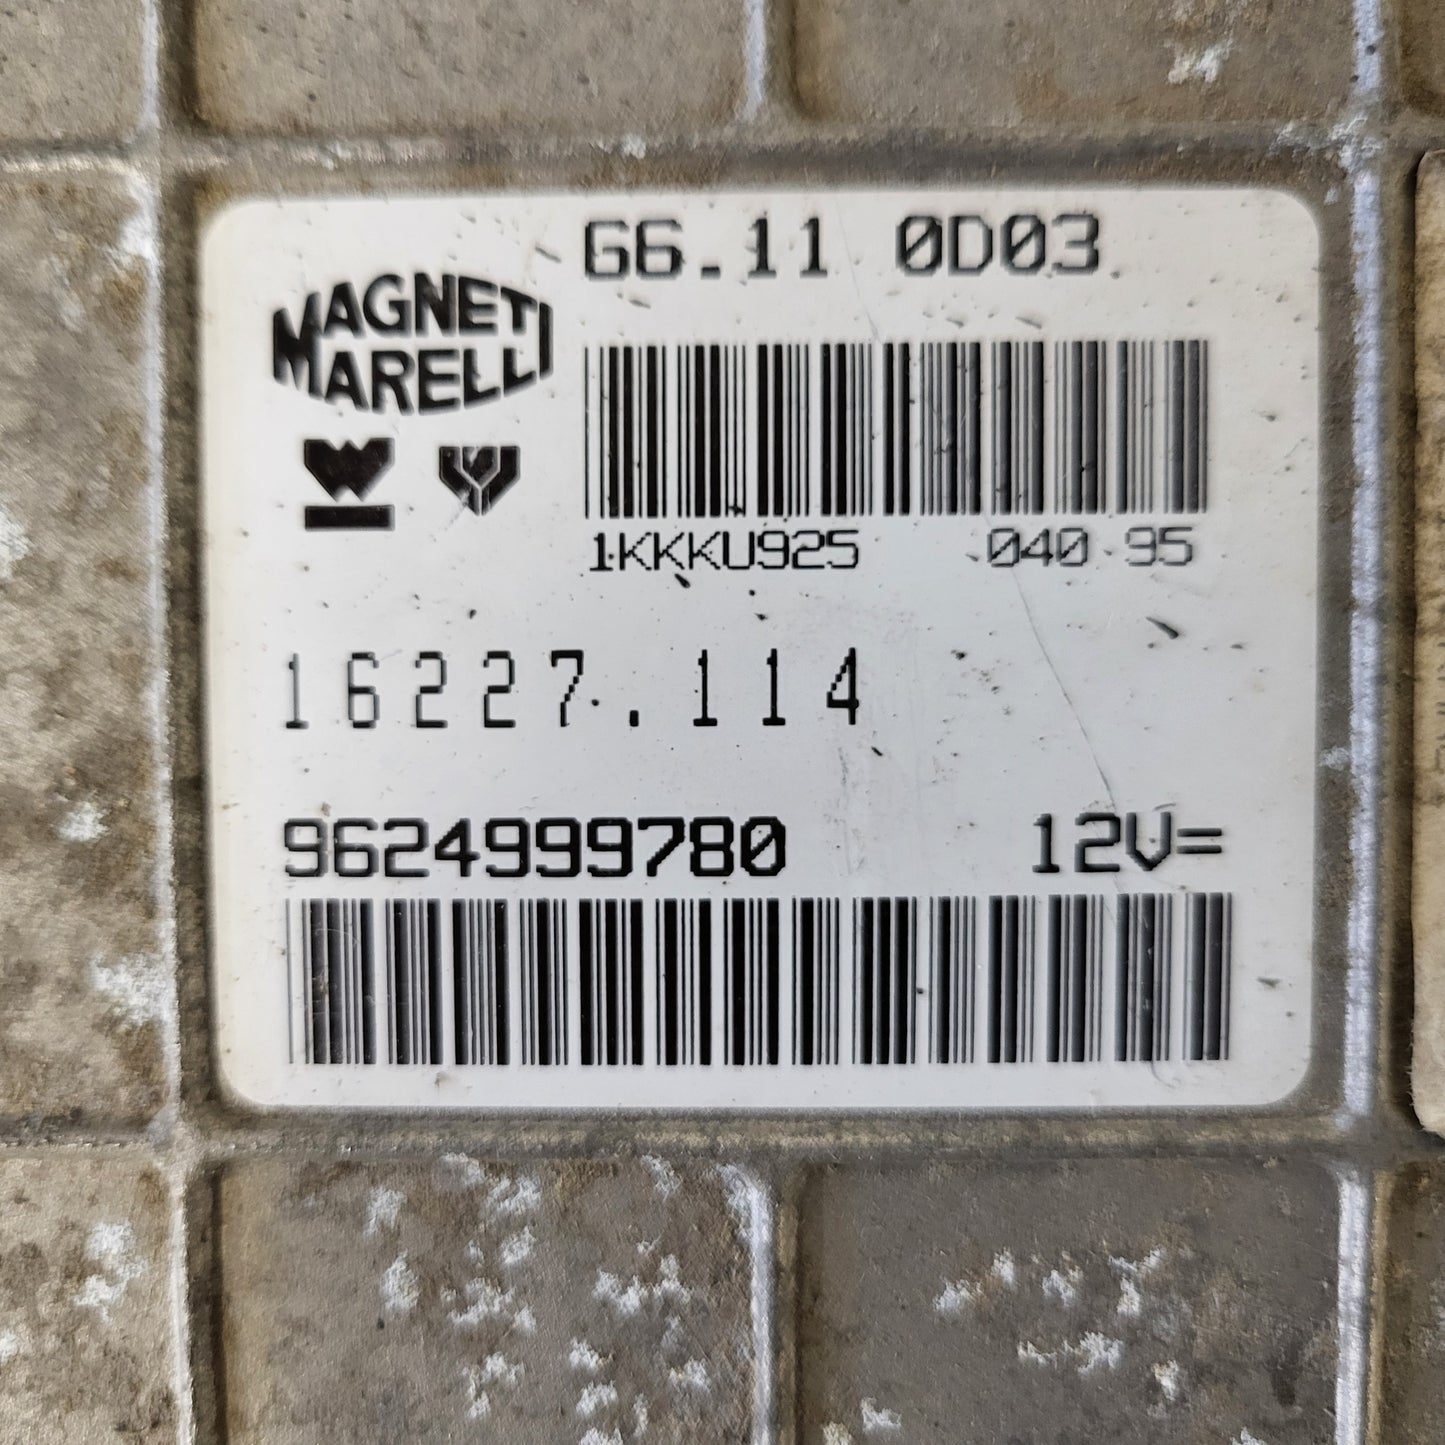 G6.11 0D03
MAGNETI
MARELLI
1KKKU925 040 95
16227.114
9624999780 12V=